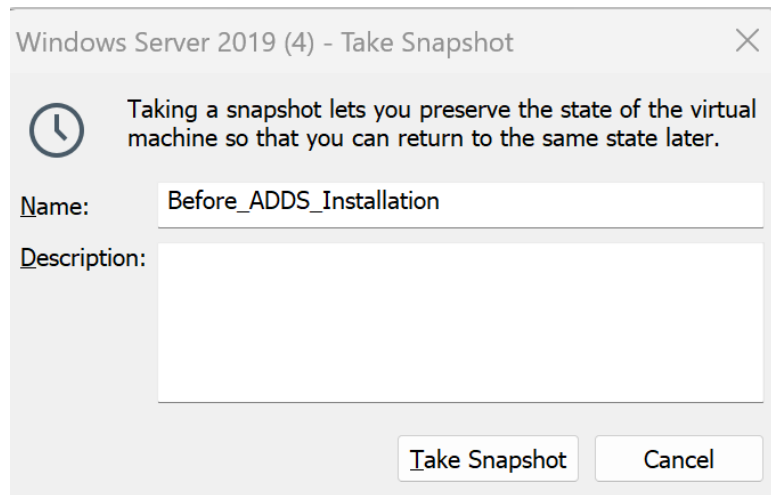 Windows Server 2019 (4) - Take Snapshot
Taking a snapshot lets you preserve the state of the virtual
machine so that you can return to the same state later.
Name: Before_ADDS_Installation
Description:
Take Snapshot Cancel